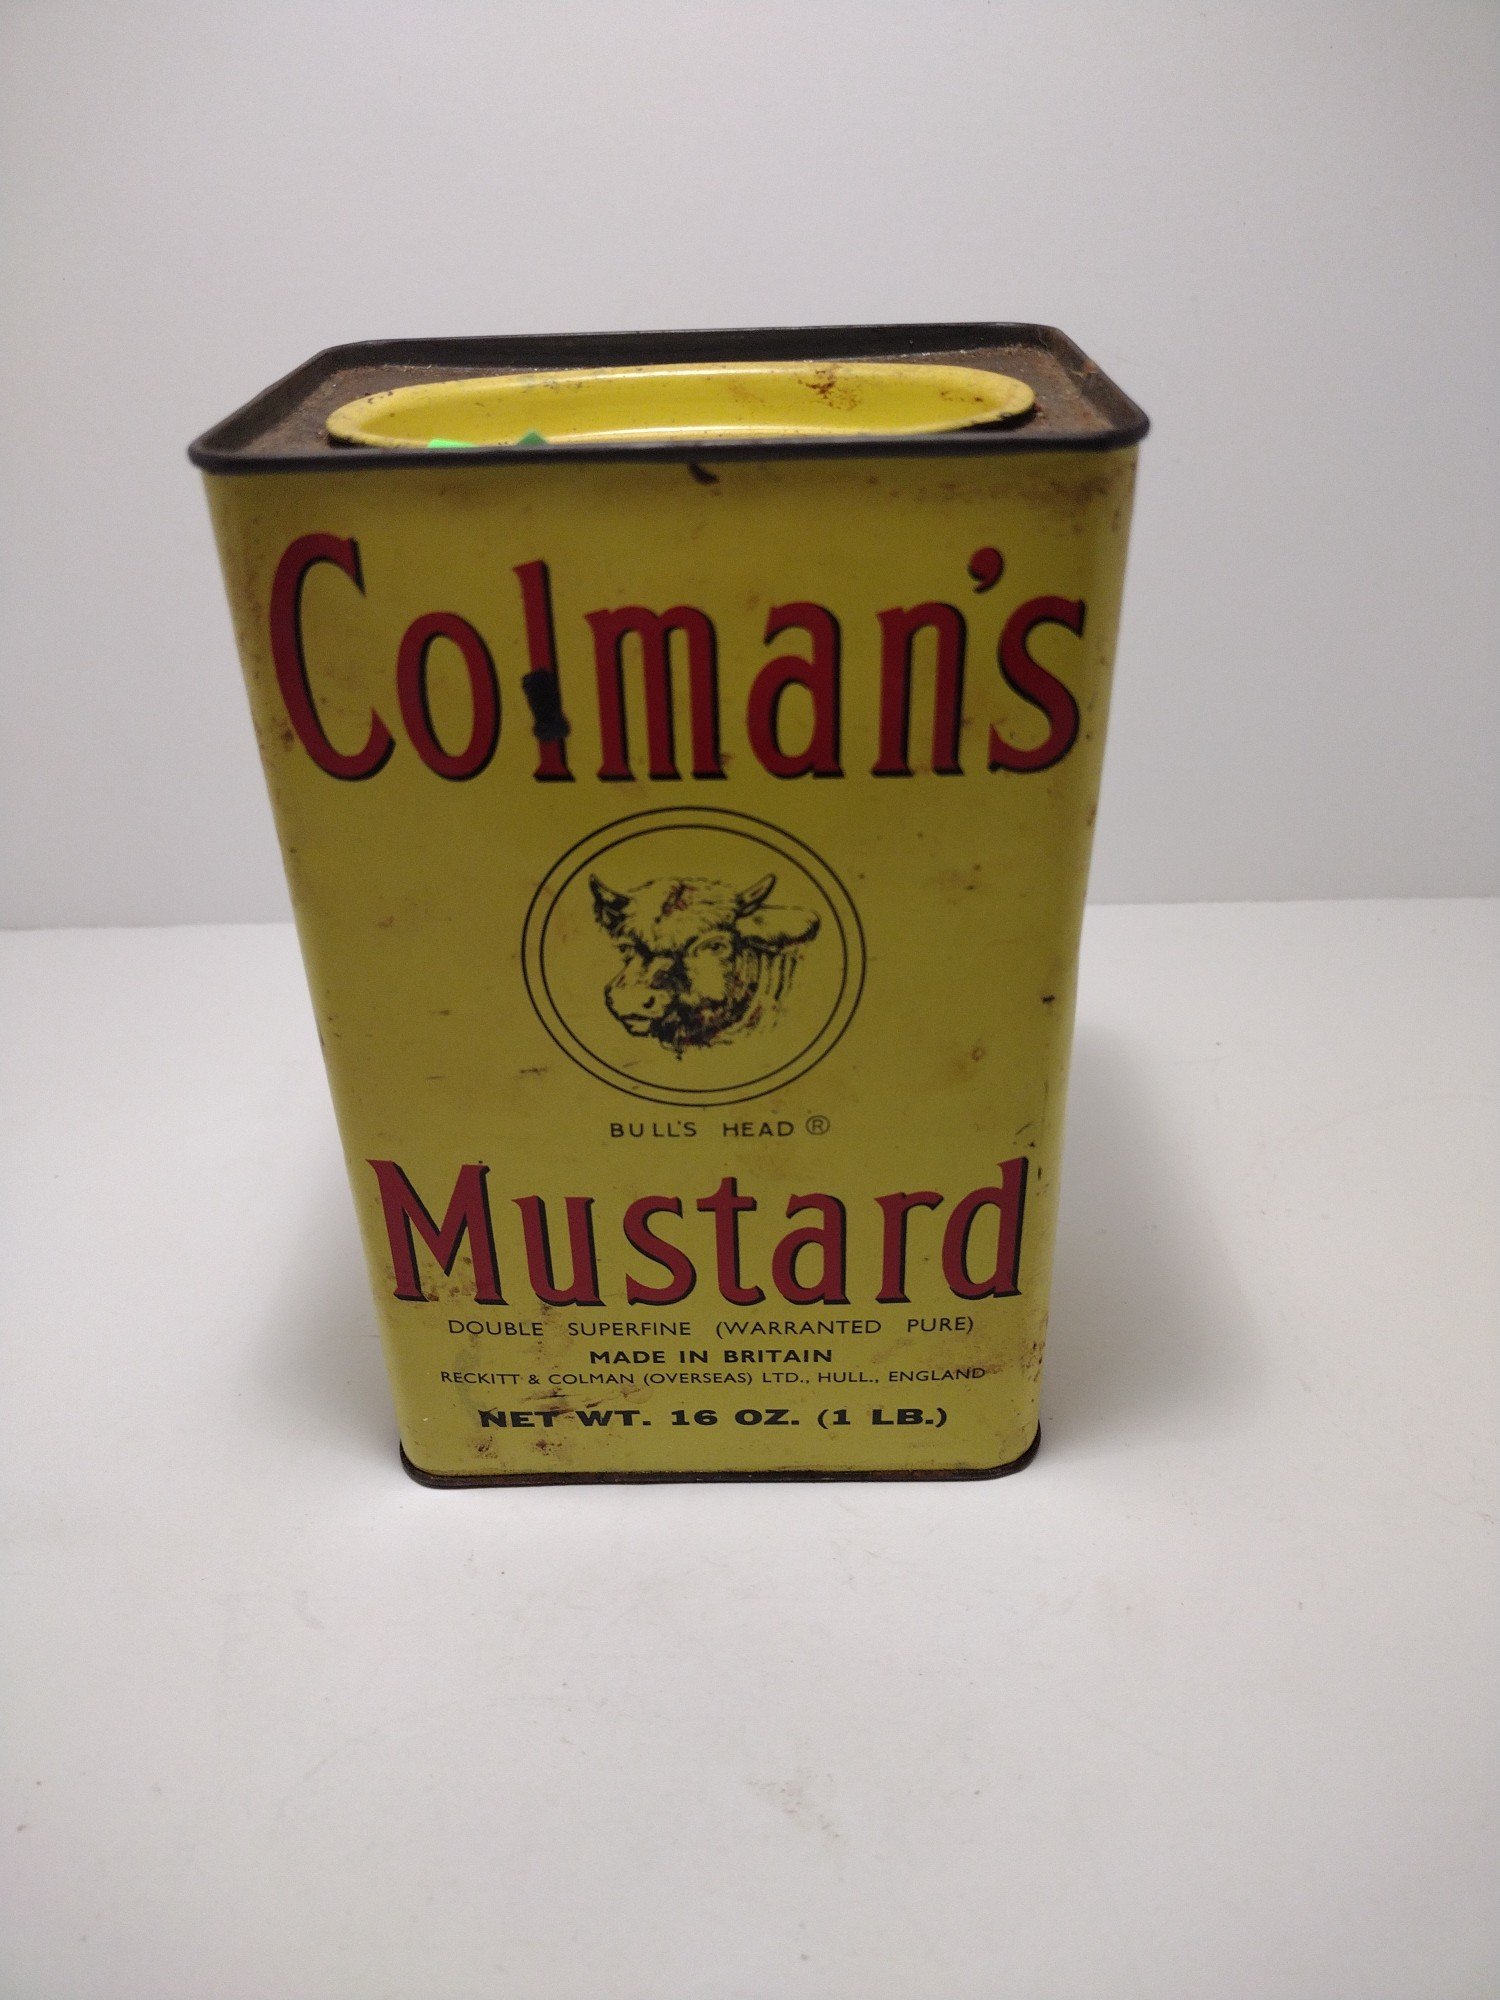 Colman's
BULL'S HEAD ®
Mustard
DOUBLE SUPERFINE (WARRANTED PURE)
MADE IN BRITAIN
RECKITT & COLMAN (OVERSEAS) LTD., HULL., ENGLAND
NET WT. 16 OZ. (1 LB.)